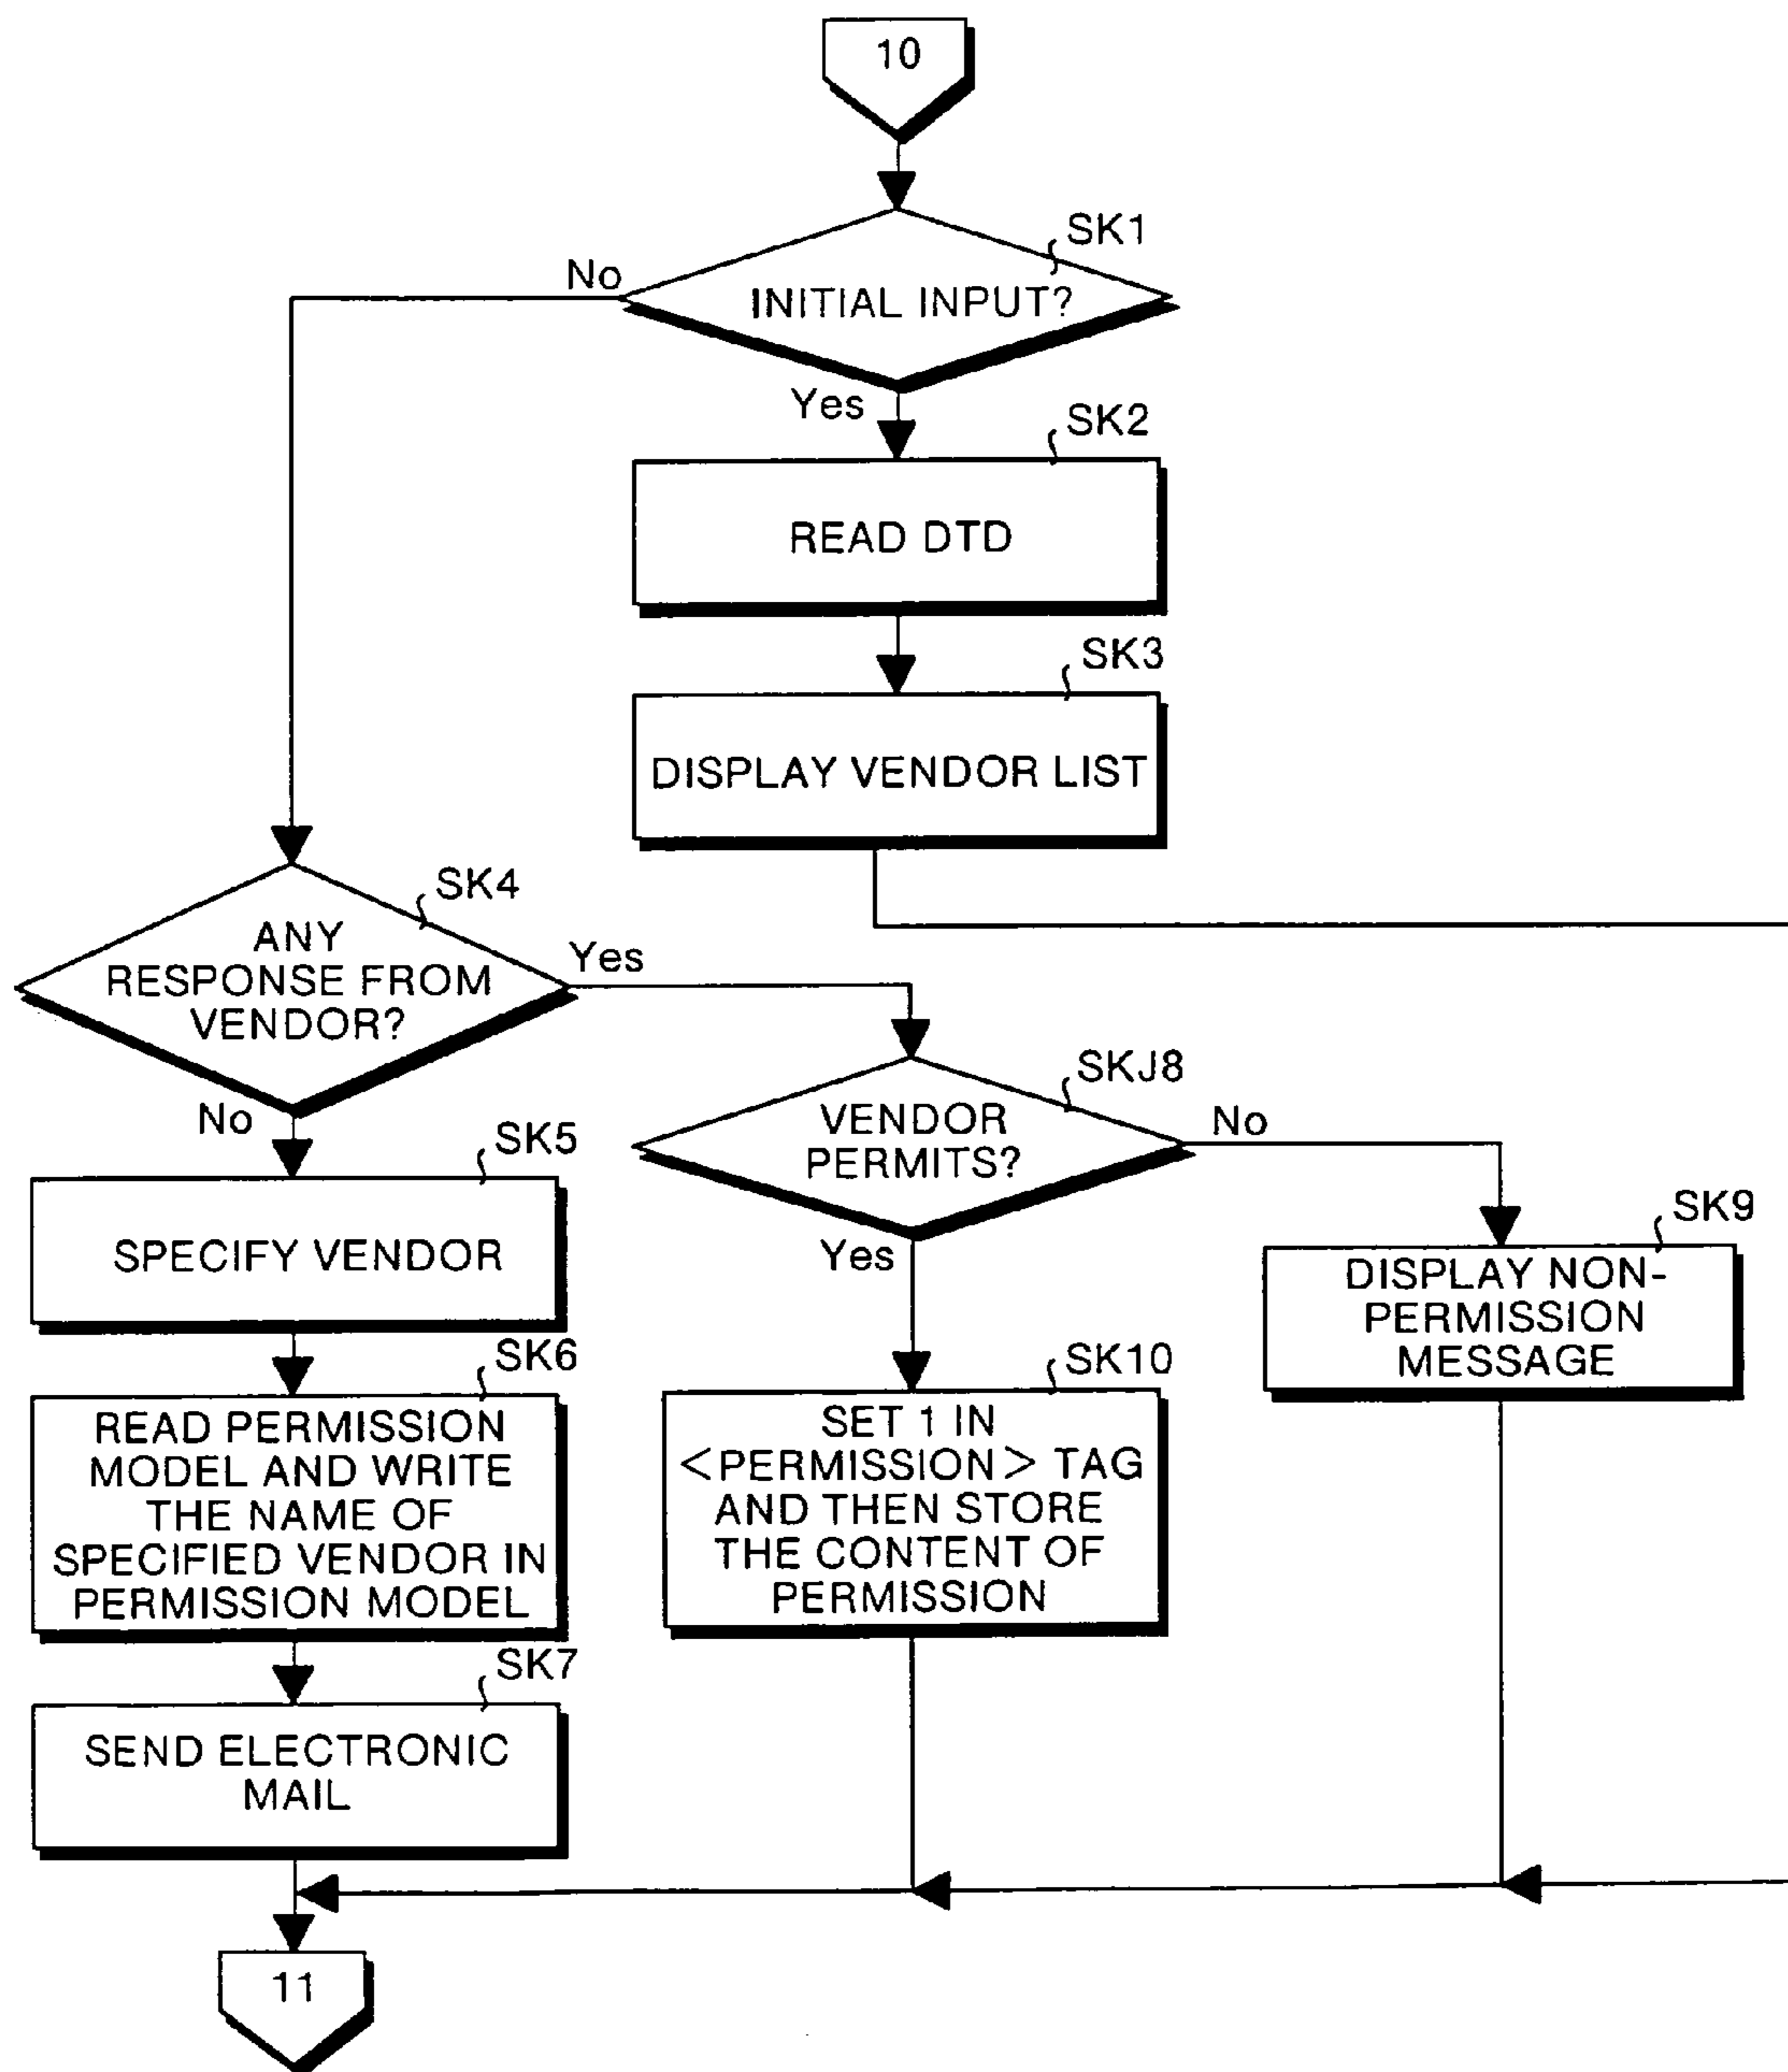 10
SK1
No
INITIAL INPUT?
Yes
SK2
READ DTD
SK3
DISPLAY VENDOR LIST
SK4
ANY
RESPONSE FROM
VENDOR?
Yes
No
SKJ8
VENDOR
PERMITS?
No
Yes
SK5
SPECIFY VENDOR
SK9
DISPLAY NON-
PERMISSION
MESSAGE
SK6
READ PERMISSION
MODEL AND WRITE
THE NAME OF
SPECIFIED VENDOR IN
PERMISSION MODEL
SK10
SET 1 IN
<PERMISSION> TAG
AND THEN STORE
THE CONTENT OF
PERMISSION
SK7
SEND ELECTRONIC
MAIL
11